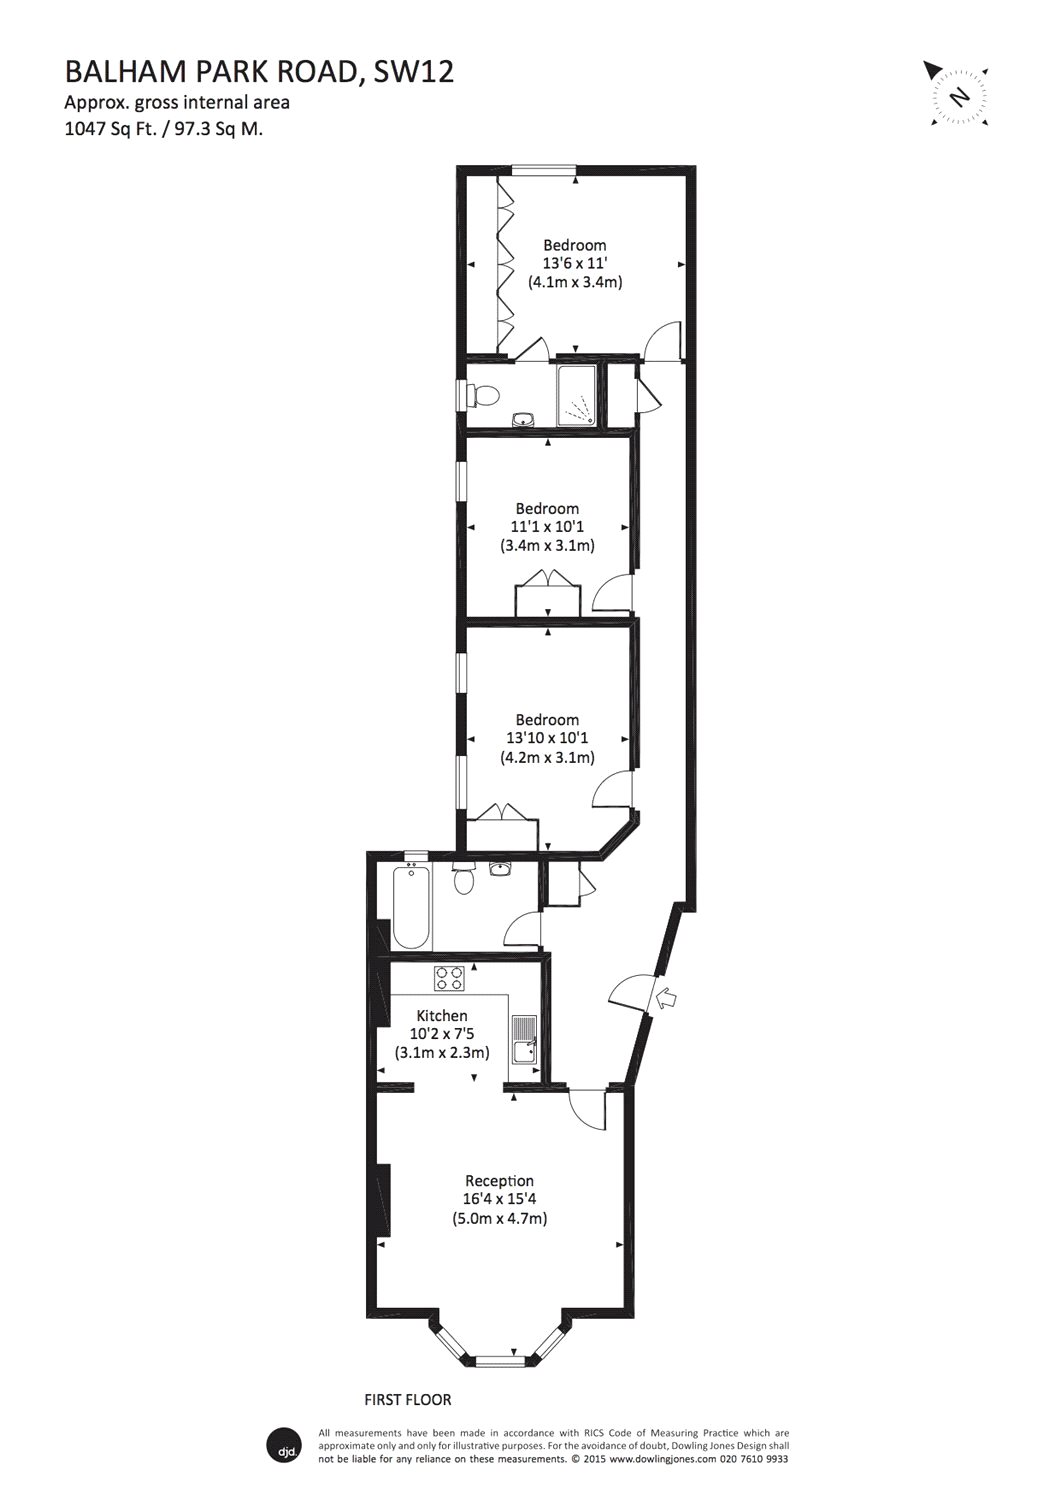 BALHAM PARK ROAD, SW12
Approx. gross internal area
1047 Sq Ft. / 97.3 Sq M.
N
Bedroom
13'6 x 11'
(4.1m x 3.4m)
Bedroom
11'1 x 10'1
(3.4m x 3.1m)
Bedroom
13'10 x 10'1
(4.2m x 3.1m)
Kitchen
10'2 x 7'5
(3.1m x 2.3m)
Reception
16'4 x 15'4
(5.0m x 4.7m)
FIRST FLOOR
djd.
All measurements have been made in accordance with RICS Code of Measuring Practice which are
approximate only and only for illustrative purposes. For the avoidance of doubt, Dowling Jones Design shall
not be liable for any reliance on these measurements. © 2015 www.dowlingjones.com 020 7610 9933